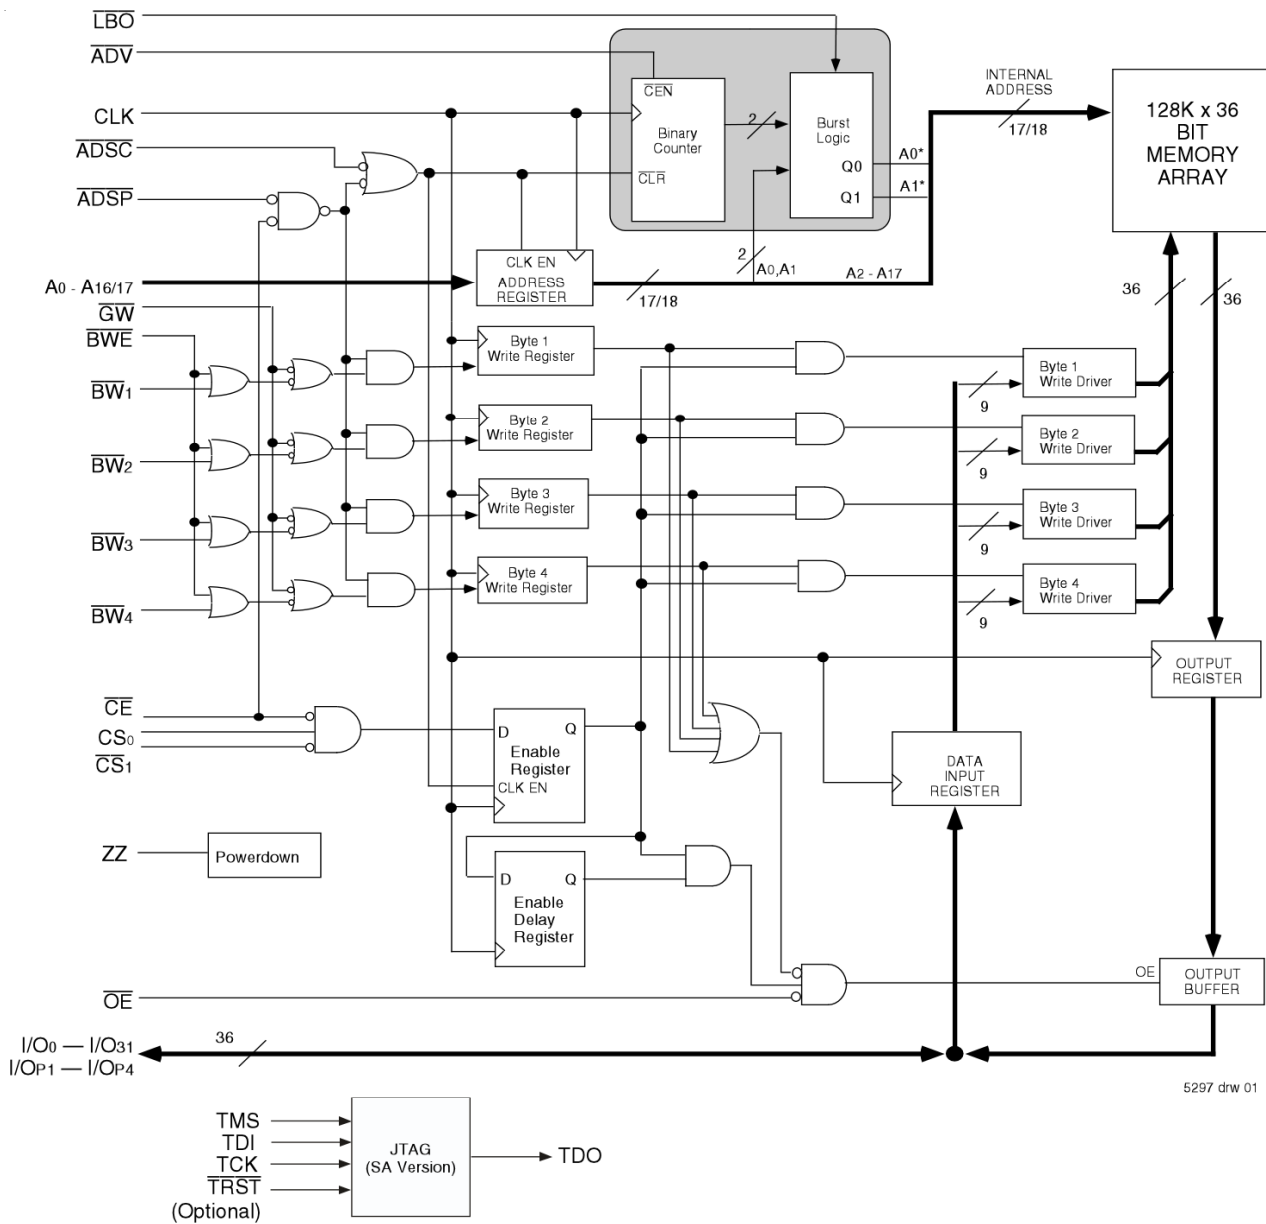 LBO
ADV
CLK
ADSC
ADSP
CEN
Binary
Counter
CLR
2
Burst
Logic
Q0
Q1
A0*
A1*
INTERNAL
ADDRESS
17/18
128K x 36
BIT
MEMORY
ARRAY
A0 - A16/17
CLK EN
ADDRESS
REGISTER
17/18
2
A0,A1
A2 - A17
36
36
GW
BWE
BW1
Byte 1
Write Register
9
Byte 1
Write Driver
BW2
Byte 2
Write Register
9
Byte 2
Write Driver
BW3
Byte 3
Write Register
9
Byte 3
Write Driver
BW4
Byte 4
Write Register
9
Byte 4
Write Driver
OUTPUT
REGISTER
CE
CS0
CS1
D
Q
Enable
Register
CLK EN
DATA
INPUT
REGISTER
ZZ
Powerdown
D
Q
Enable
Delay
Register
OE
OE
OUTPUT
BUFFER
I/O0 — I/O31
I/OP1 — I/OP4
36
5297 drw 01
TMS
TDI
TCK
TRST
(Optional)
JTAG
(SA Version)
TDO